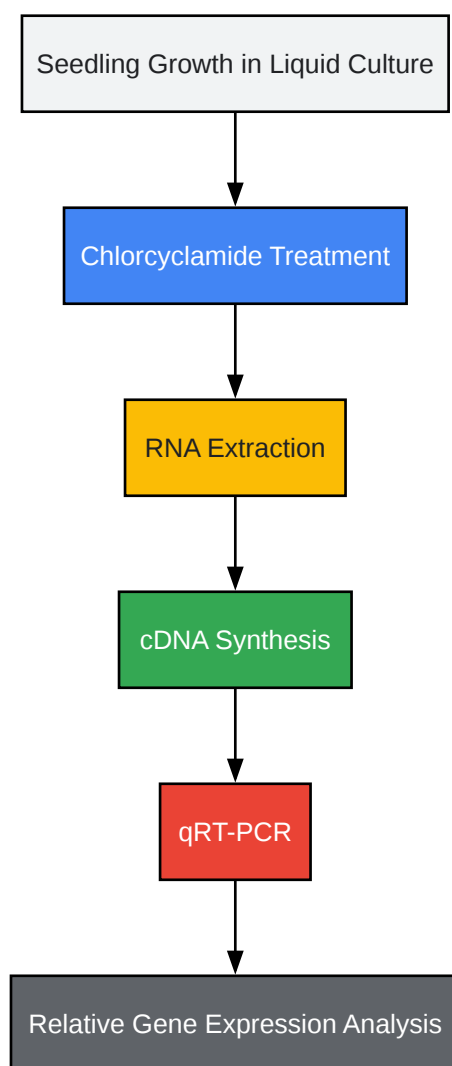 Seedling Growth in Liquid Culture
Chlorcyclamide Treatment
RNA Extraction
cDNA Synthesis
qRT-PCR
Relative Gene Expression Analysis